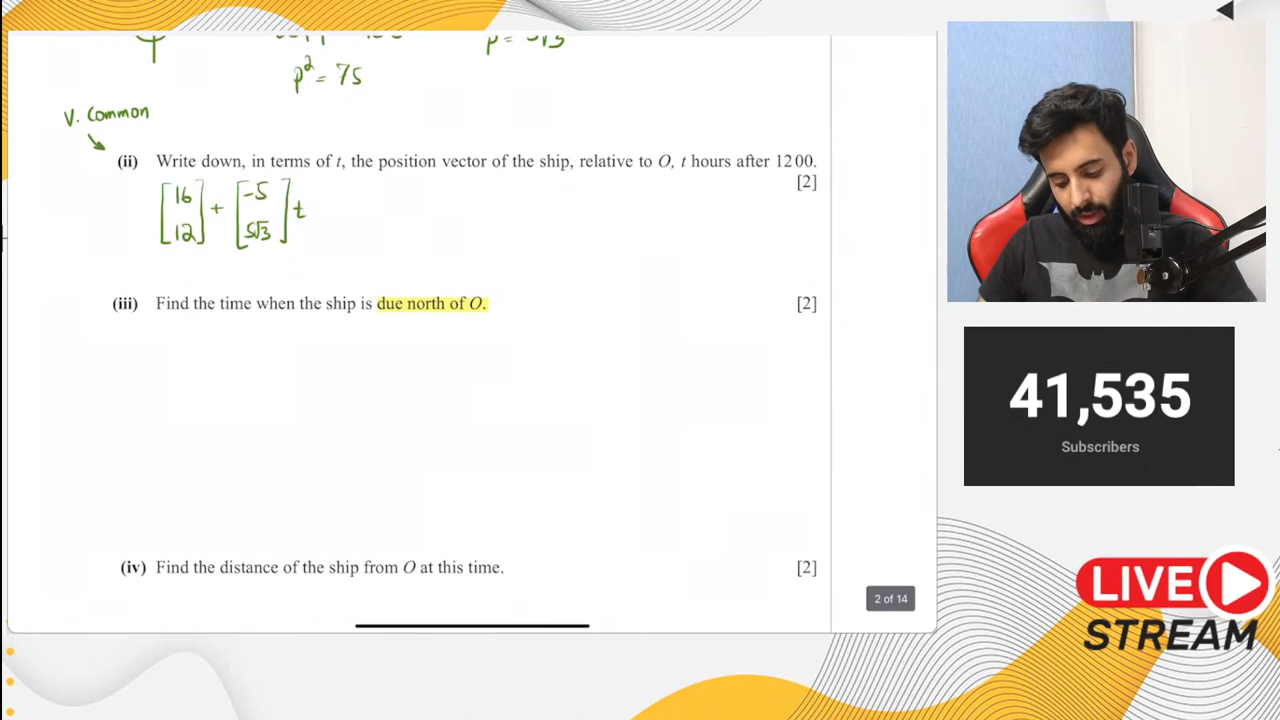 p² = 75
V. Common
(ii) Write down, in terms of t, the position vector of the ship, relative to O, t hours after 12 00.
[2]
[16 12] + [-5 5√3] t
(iii) Find the time when the ship is due north of O. [2]
(iv) Find the distance of the ship from O at this time. [2]
2 of 14
41,535
Subscribers
LIVE
STREAM